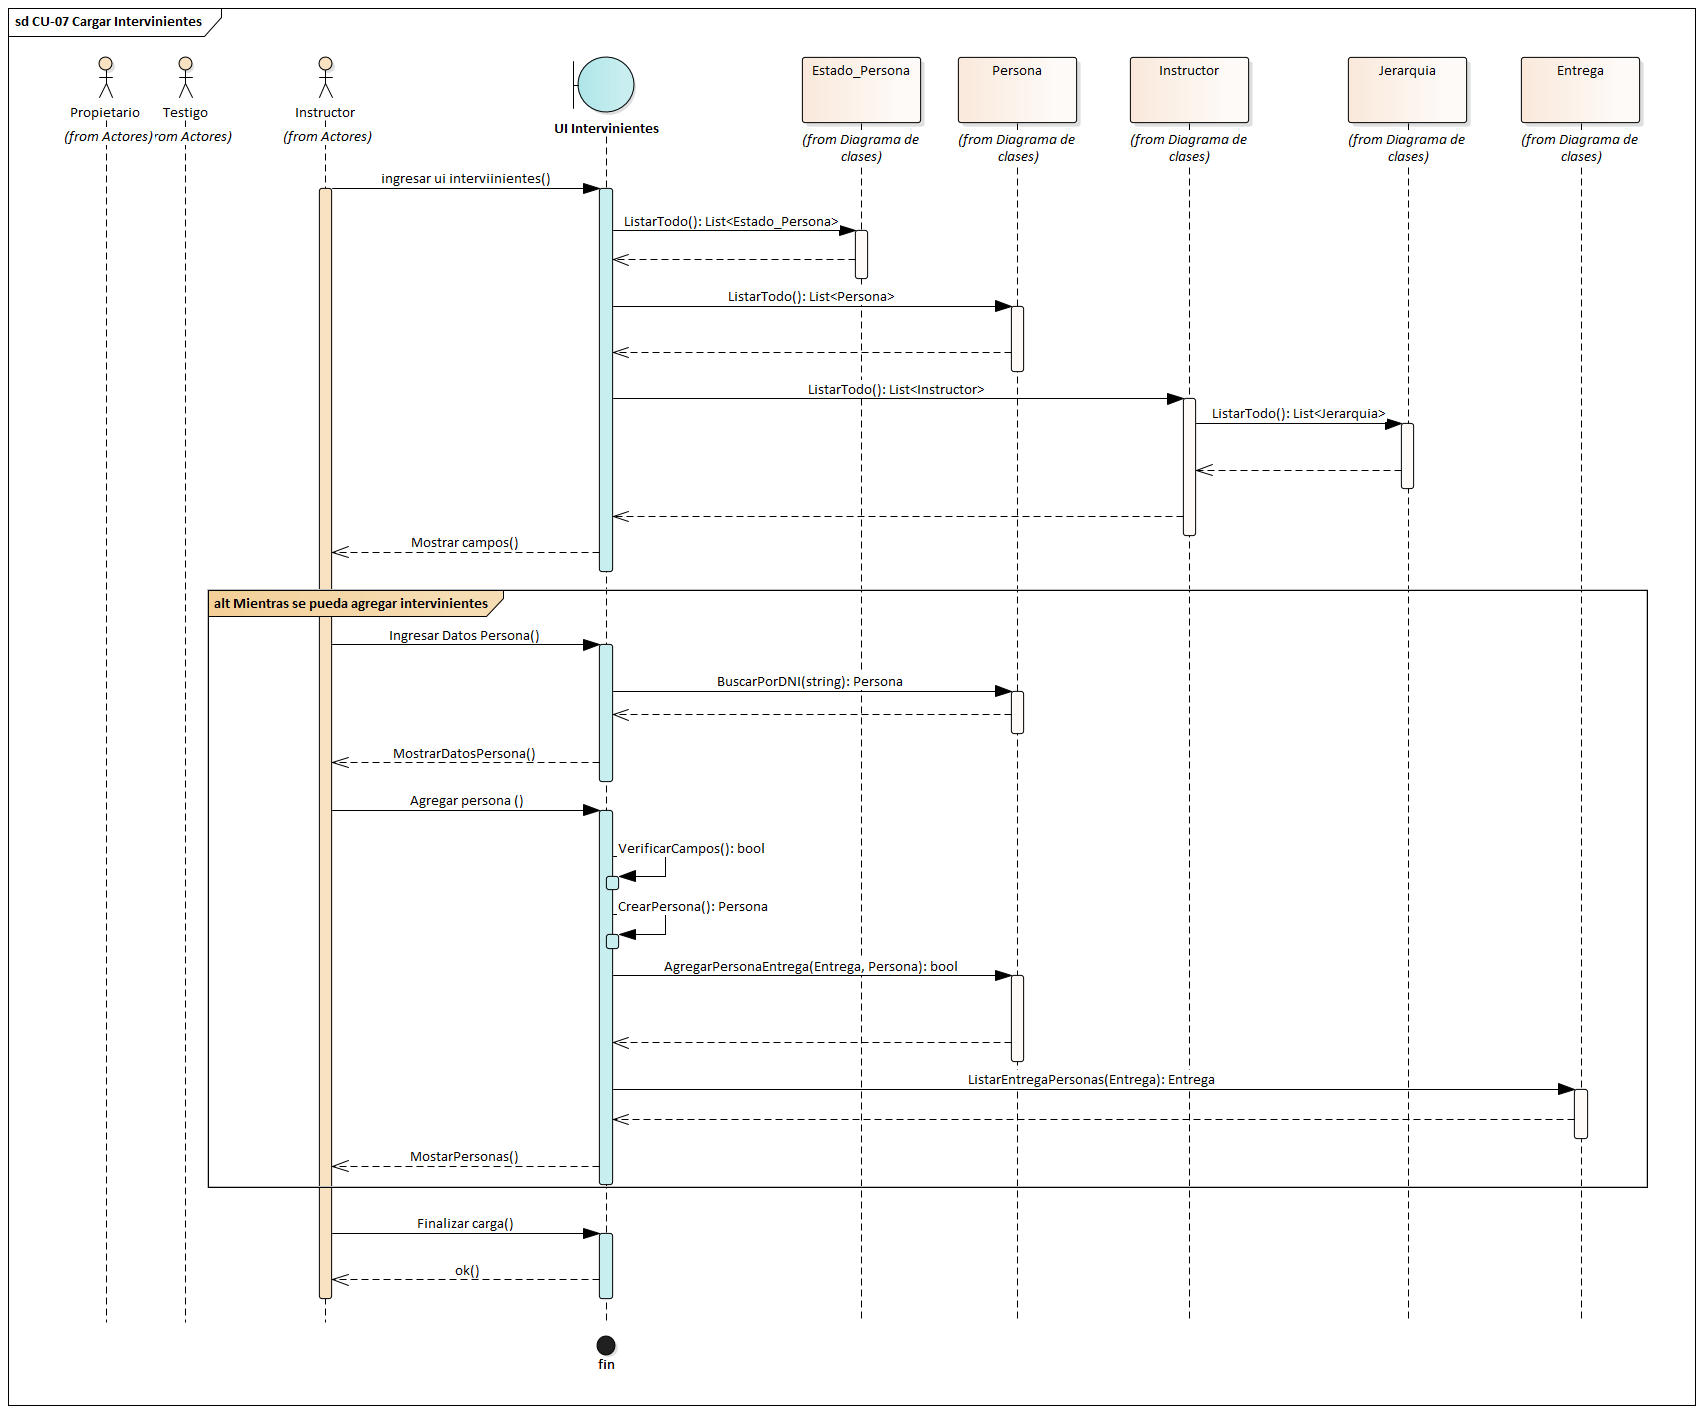 sd CU-07 Cargar Intervinientes
Propietario
(from Actores)
Testigo
rom Actores)
Instructor
(from Actores)
UI Intervinientes
Estado_Persona
(from Diagrama de
clases)
Persona
(from Diagrama de
clases)
Instructor
(from Diagrama de
clases)
Jerarquia
(from Diagrama de
clases)
Entrega
(from Diagrama de
clases)
ingresar ui interviinientes()
ListarTodo(): List<Estado_Persona>
ListarTodo(): List<Persona>
ListarTodo(): List<Instructor>
ListarTodo(): List<Jerarquia>
Mostrar campos()
alt Mientras se pueda agregar intervinientes
Ingresar Datos Persona()
BuscarPorDNI(string): Persona
MostrarDatosPersona()
Agregar persona ()
VerificarCampos(): bool
CrearPersona(): Persona
AgregarPersonaEntrega(Entrega, Persona): bool
ListarEntregaPersonas(Entrega): Entrega
MostarPersonas()
Finalizar carga()
ok()
fin